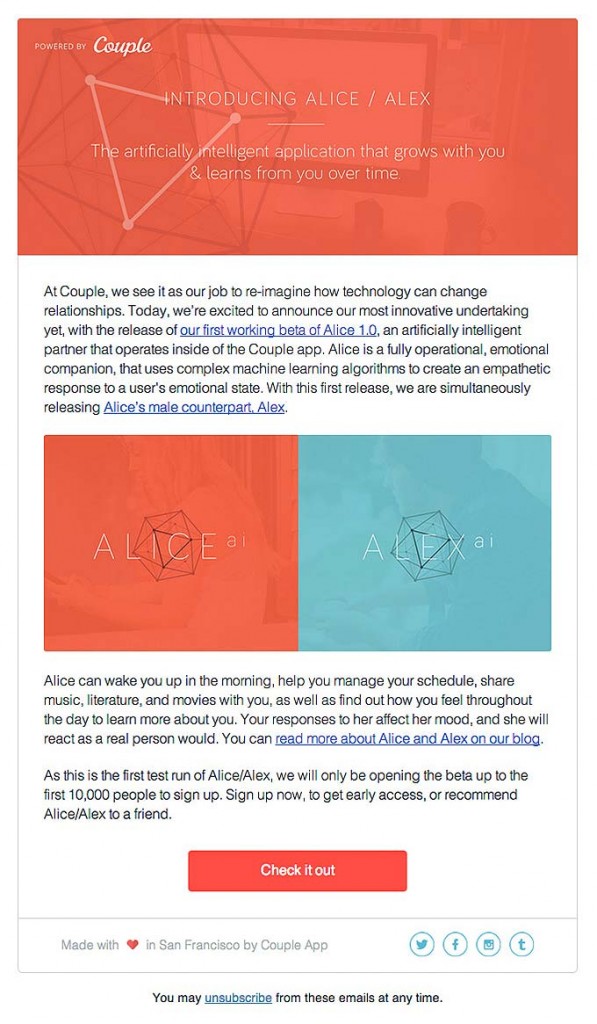 POWERED BY Couple
INTRODUCING ALICE / ALEX
The artificially intelligent application that grows with you
& learns from you over time.
At Couple, we see it as our job to re-imagine how technology can change
relationships. Today, we're excited to announce our most innovative undertaking
yet, with the release of our first working beta of Alice 1.0, an artificially intelligent
partner that operates inside of the Couple app. Alice is a fully operational, emotional
companion, that uses complex machine learning algorithms to create an empathetic
response to a user's emotional state. With this first release, we are simultaneously
releasing Alice's male counterpart, Alex.
ALICE ai
ALEX ai
Alice can wake you up in the morning, help you manage your schedule, share
music, literature, and movies with you, as well as find out how you feel throughout
the day to learn more about you. Your responses to her affect her mood, and she will
react as a real person would. You can read more about Alice and Alex on our blog.
As this is the first test run of Alice/Alex, we will only be opening the beta up to the
first 10,000 people to sign up. Sign up now, to get early access, or recommend
Alice/Alex to a friend.
Check it out
Made with ❤ in San Francisco by Couple App
You may unsubscribe from these emails at any time.